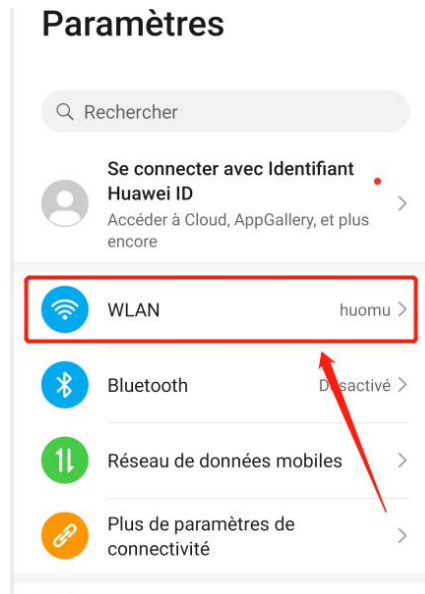 Paramètres
Rechercher
Se connecter avec Identifiant
Huawei ID
Accéder à Cloud, AppGallery, et plus
encore
WLAN huomu
Bluetooth Désactivé
Réseau de données mobiles
Plus de paramètres de
connectivité